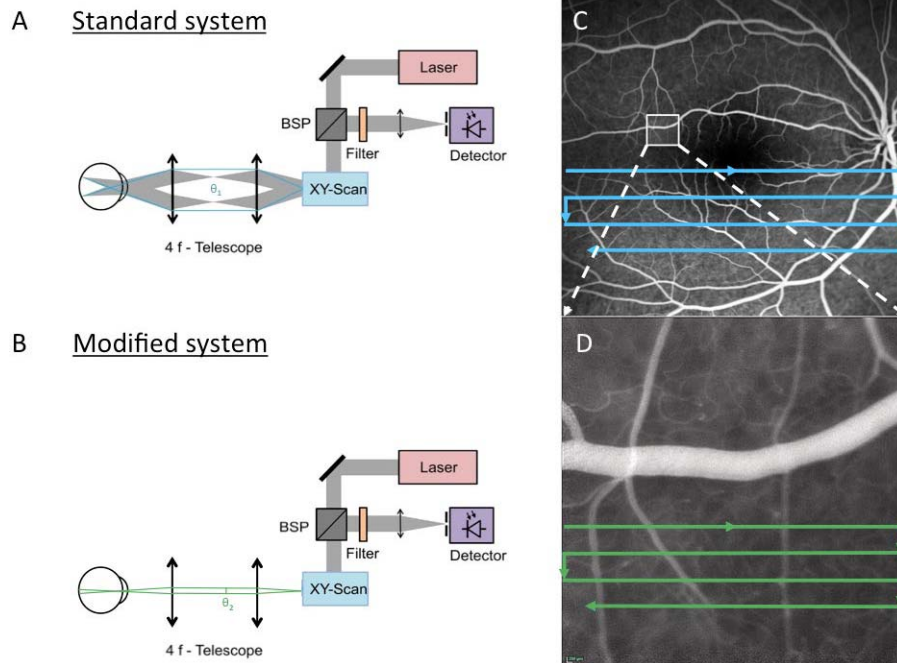 A Standard system
Laser
BSP
Filter
Detector
θ₁
XY-Scan
4 f - Telescope
B Modified system
Laser
BSP
Filter
Detector
θ₂
XY-Scan
4 f - Telescope
C
D